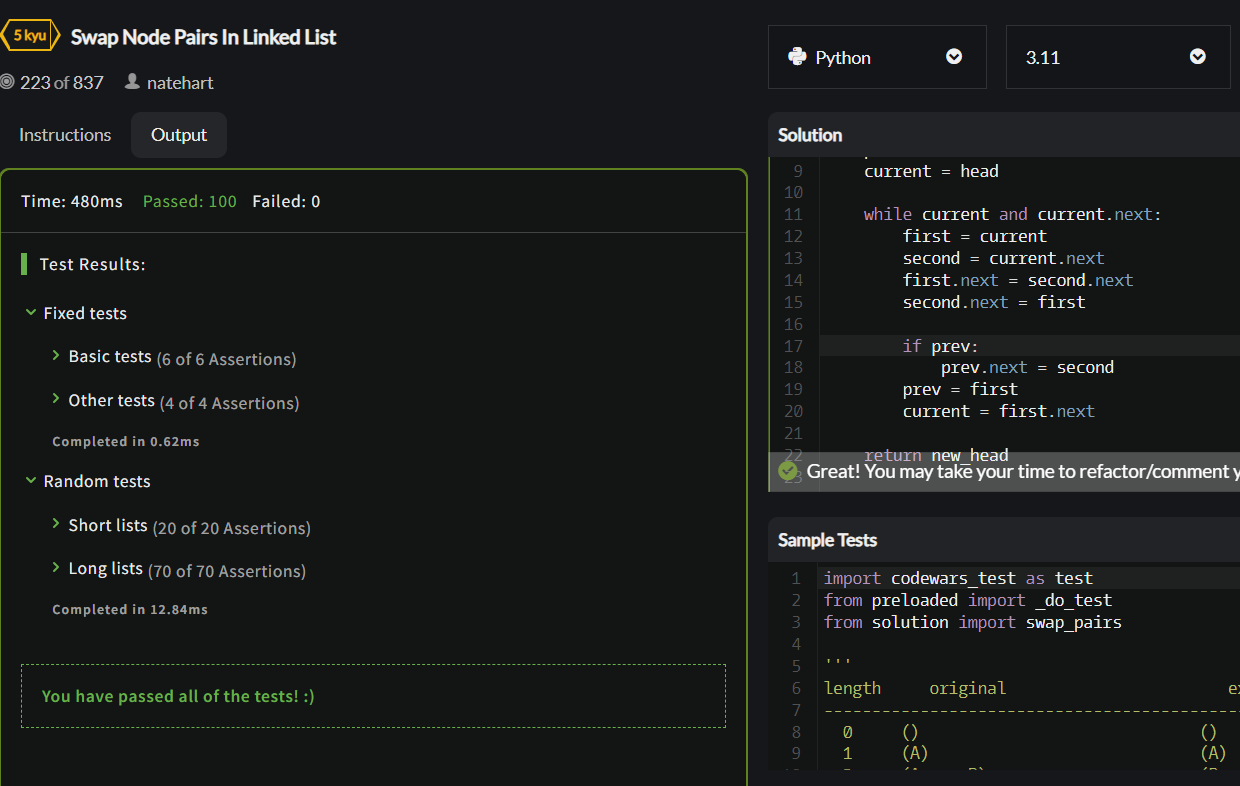 5 kyu Swap Node Pairs In Linked List
223 of 837 natehart
Instructions Output
Time: 480ms Passed: 100 Failed: 0
Test Results:
Fixed tests
Basic tests (6 of 6 Assertions)
Other tests (4 of 4 Assertions)
Completed in 0.62ms
Random tests
Short lists (20 of 20 Assertions)
Long lists (70 of 70 Assertions)
Completed in 12.84ms
You have passed all of the tests! :)
Python 3.11
Solution
9 current = head
10
11 while current and current.next:
12 first = current
13 second = current.next
14 first.next = second.next
15 second.next = first
16
17 if prev:
18 prev.next = second
19 prev = first
20 current = first.next
21
22 return new_head
23
Great! You may take your time to refactor/comment y
Sample Tests
1 import codewars_test as test
2 from preloaded import _do_test
3 from solution import swap_pairs
4
5 '''
6 length original ex
7 --------------------------------------------
8 0 () ()
9 1 (A) (A)